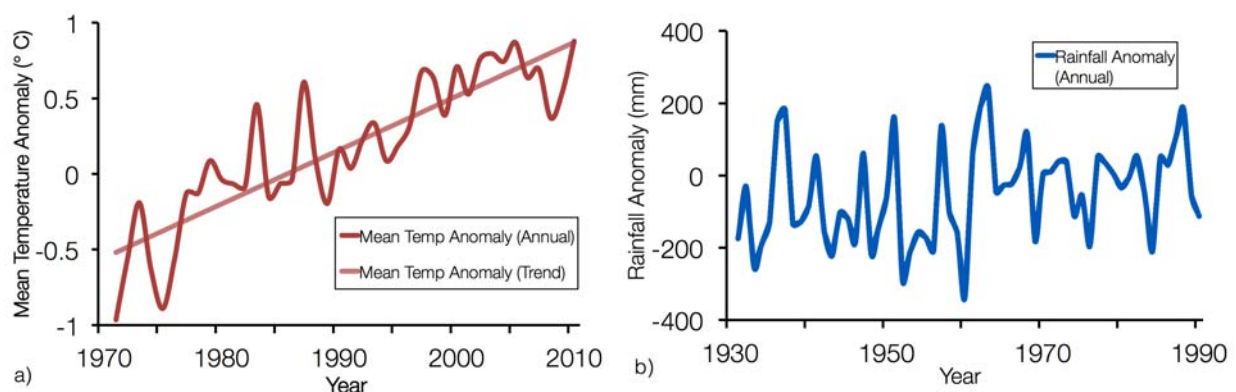 Mean Temperature Anomaly (° C)
1
0.5
0
-0.5
-1
Mean Temp Anomaly (Annual)
Mean Temp Anomaly (Trend)
1970 1980 1990 2000 2010
Year
a)
Rainfall Anomaly (mm)
400
200
0
-200
-400
Rainfall Anomaly
(Annual)
1930 1950 1970 1990
Year
b)